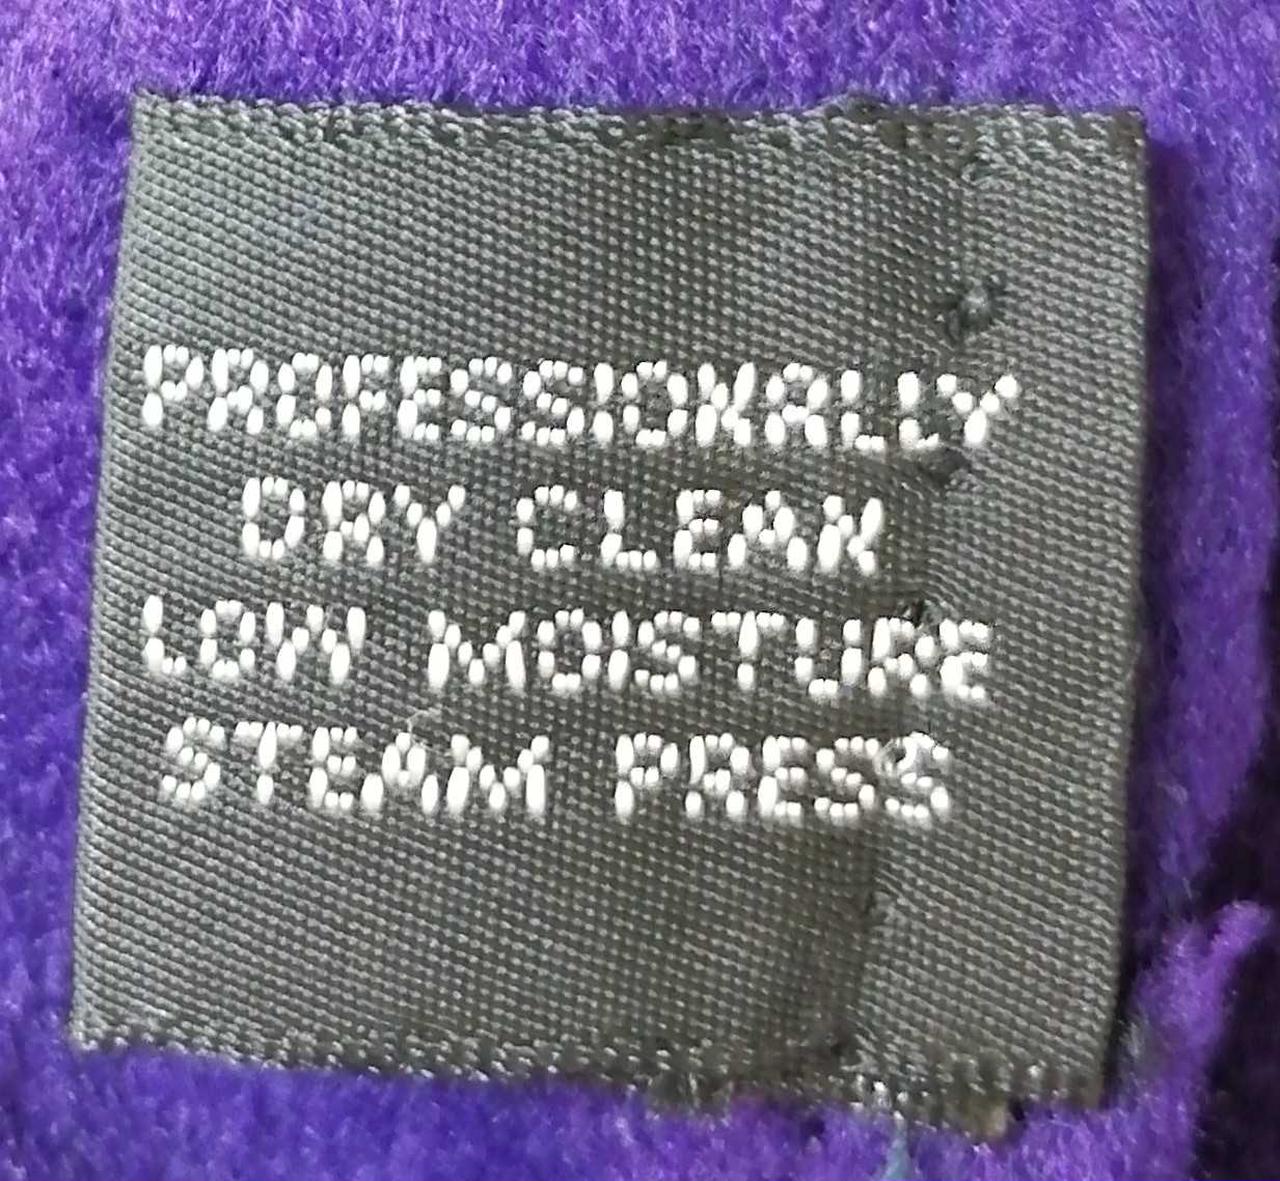 PROFESSIONALLY
DRY CLEAN
LOW MOISTURE
STEAM PRESS